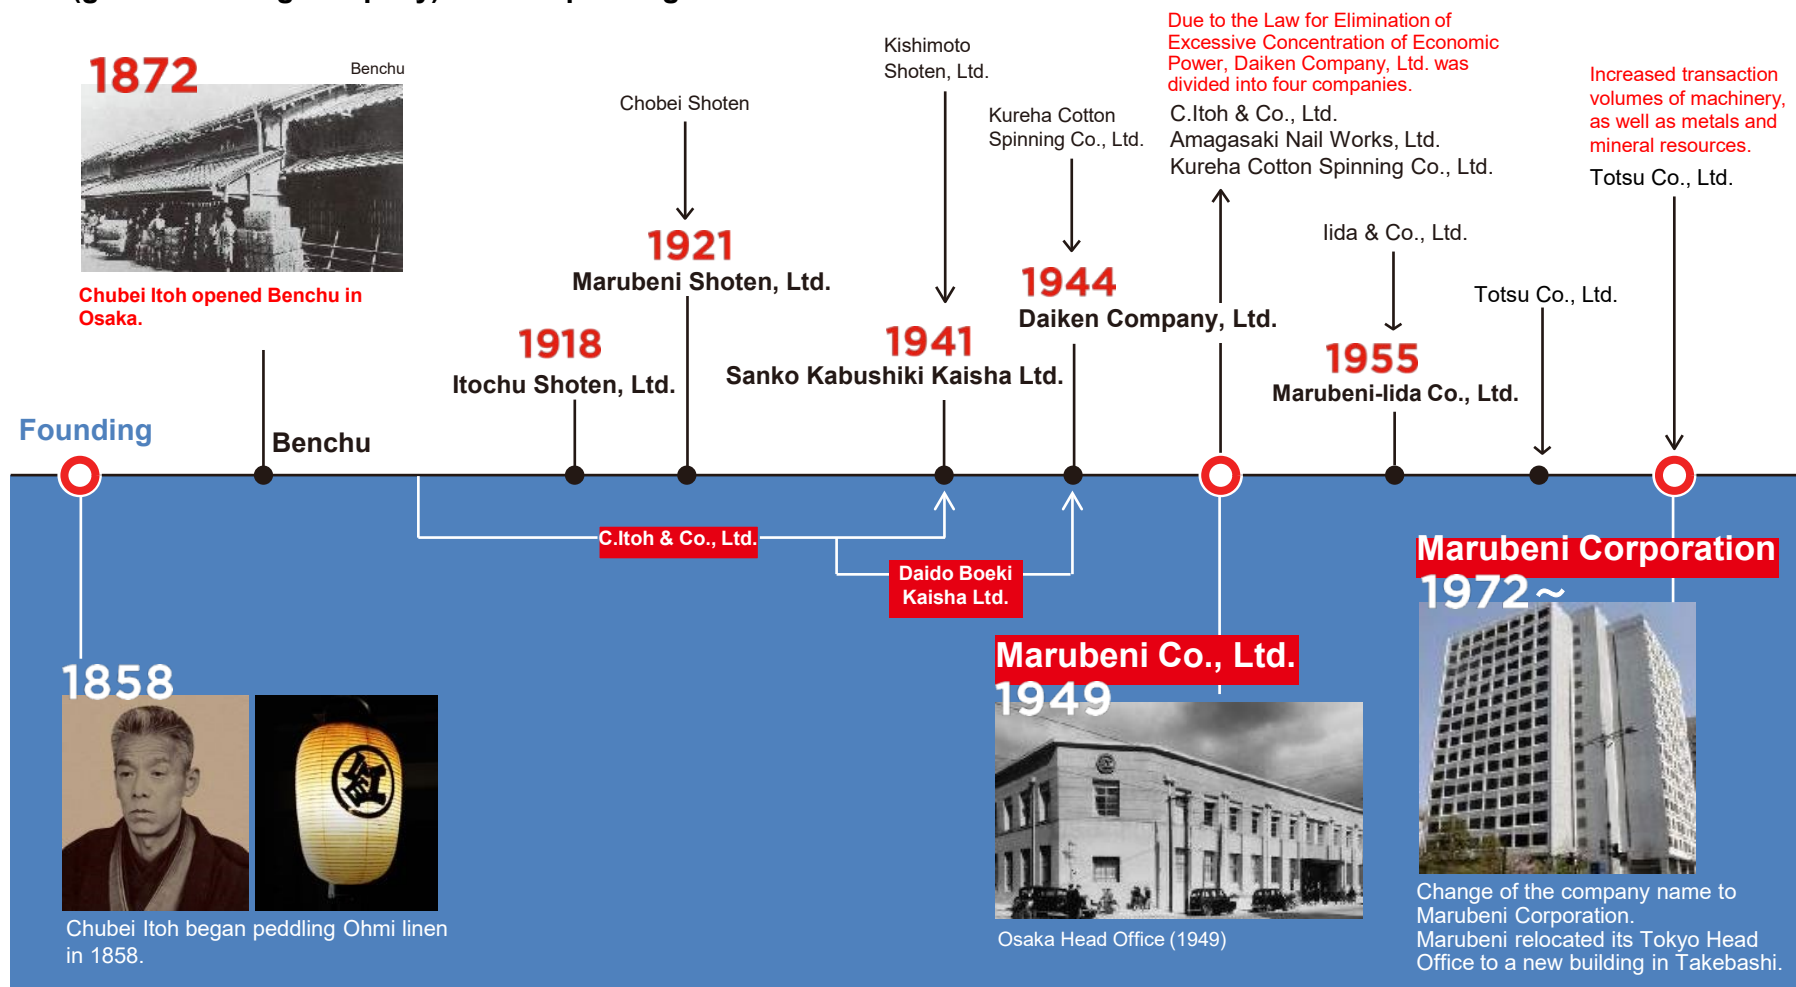 1872
Benchu
Chubei Itoh opened Benchu in
Osaka.
Founding
Benchu
1918
Itochu Shoten, Ltd.
Chobei Shoten
1921
Marubeni Shoten, Ltd.
Kishimoto
Shoten, Ltd.
1941
Sanko Kabushiki Kaisha Ltd.
Kureha Cotton
Spinning Co., Ltd.
1944
Daiken Company, Ltd.
Due to the Law for Elimination of
Excessive Concentration of Economic
Power, Daiken Company, Ltd. was
divided into four companies.
C.Itoh & Co., Ltd.
Amagasaki Nail Works, Ltd.
Kureha Cotton Spinning Co., Ltd.
Iida & Co., Ltd.
1955
Marubeni-Iida Co., Ltd.
Totsu Co., Ltd.
Increased transaction
volumes of machinery,
as well as metals and
mineral resources.
Totsu Co., Ltd.
C.Itoh & Co., Ltd.
Daido Boeki
Kaisha Ltd.
1858
紅
Chubei Itoh began peddling Ohmi linen
in 1858.
Marubeni Co., Ltd.
1949
Osaka Head Office (1949)
Marubeni Corporation
1972~
Change of the company name to
Marubeni Corporation.
Marubeni relocated its Tokyo Head
Office to a new building in Takebashi.